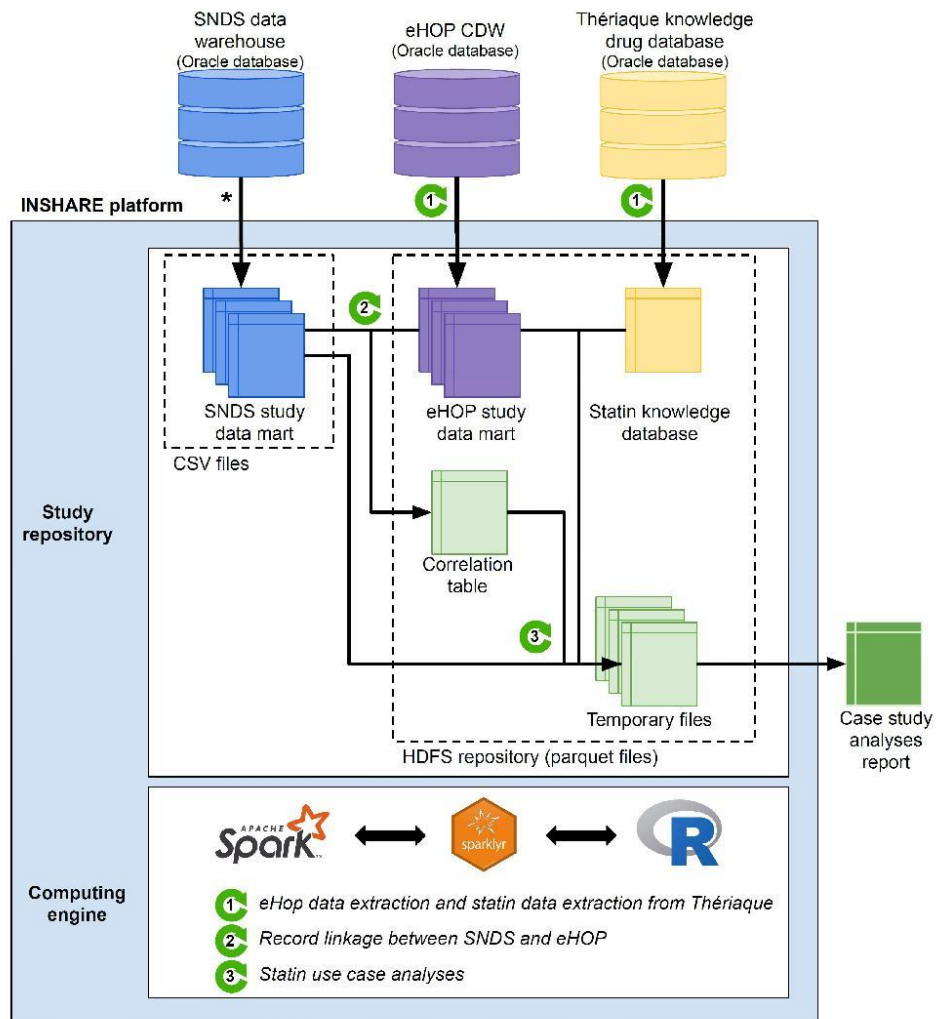 SNDS data
warehouse
(Oracle database)
eHOP CDW
(Oracle database)
Thériaque knowledge
drug database
(Oracle database)
*
1
1
INSHARE platform
2
SNDS study
data mart
eHOP study
data mart
Statin knowledge
database
CSV files
Study
repository
Correlation
table
3
Temporary files
HDFS repository (parquet files)
Case study
analyses
report
APACHE
Spark™
sparklyr
R
Computing
engine
1 eHop data extraction and statin data extraction from Thériaque
2 Record linkage between SNDS and eHOP
3 Statin use case analyses